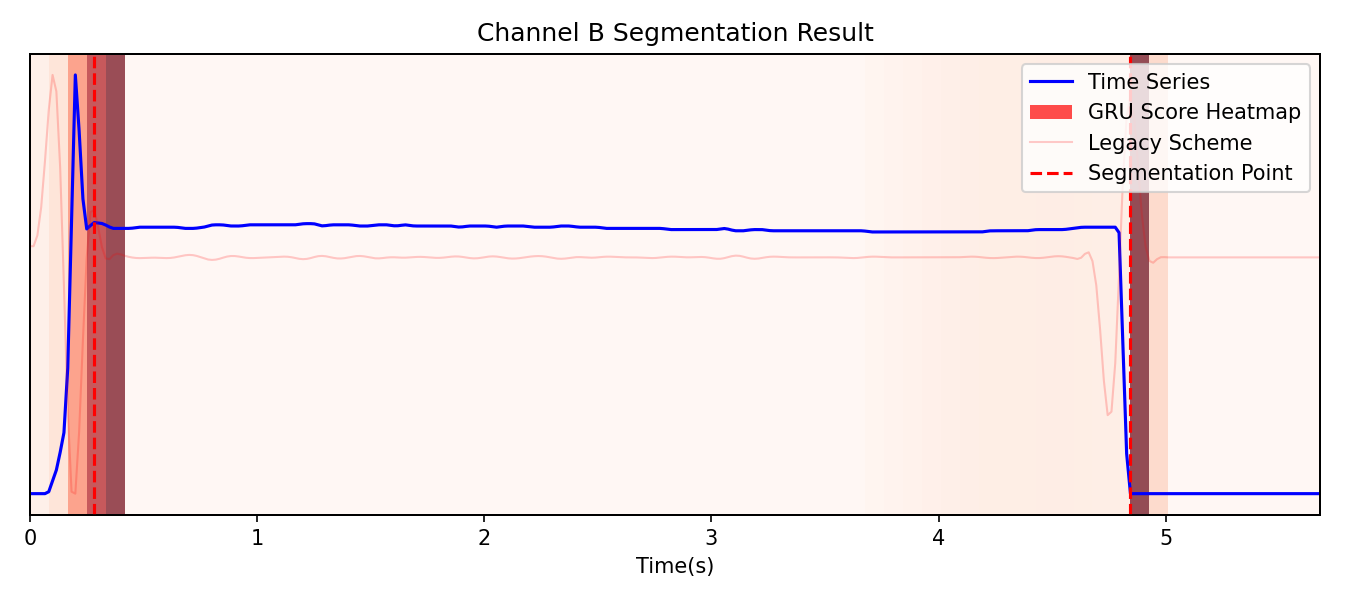 Channel B Segmentation Result
Time Series
GRU Score Heatmap
Legacy Scheme
Segmentation Point
0 1 2 3 4 5
Time(s)